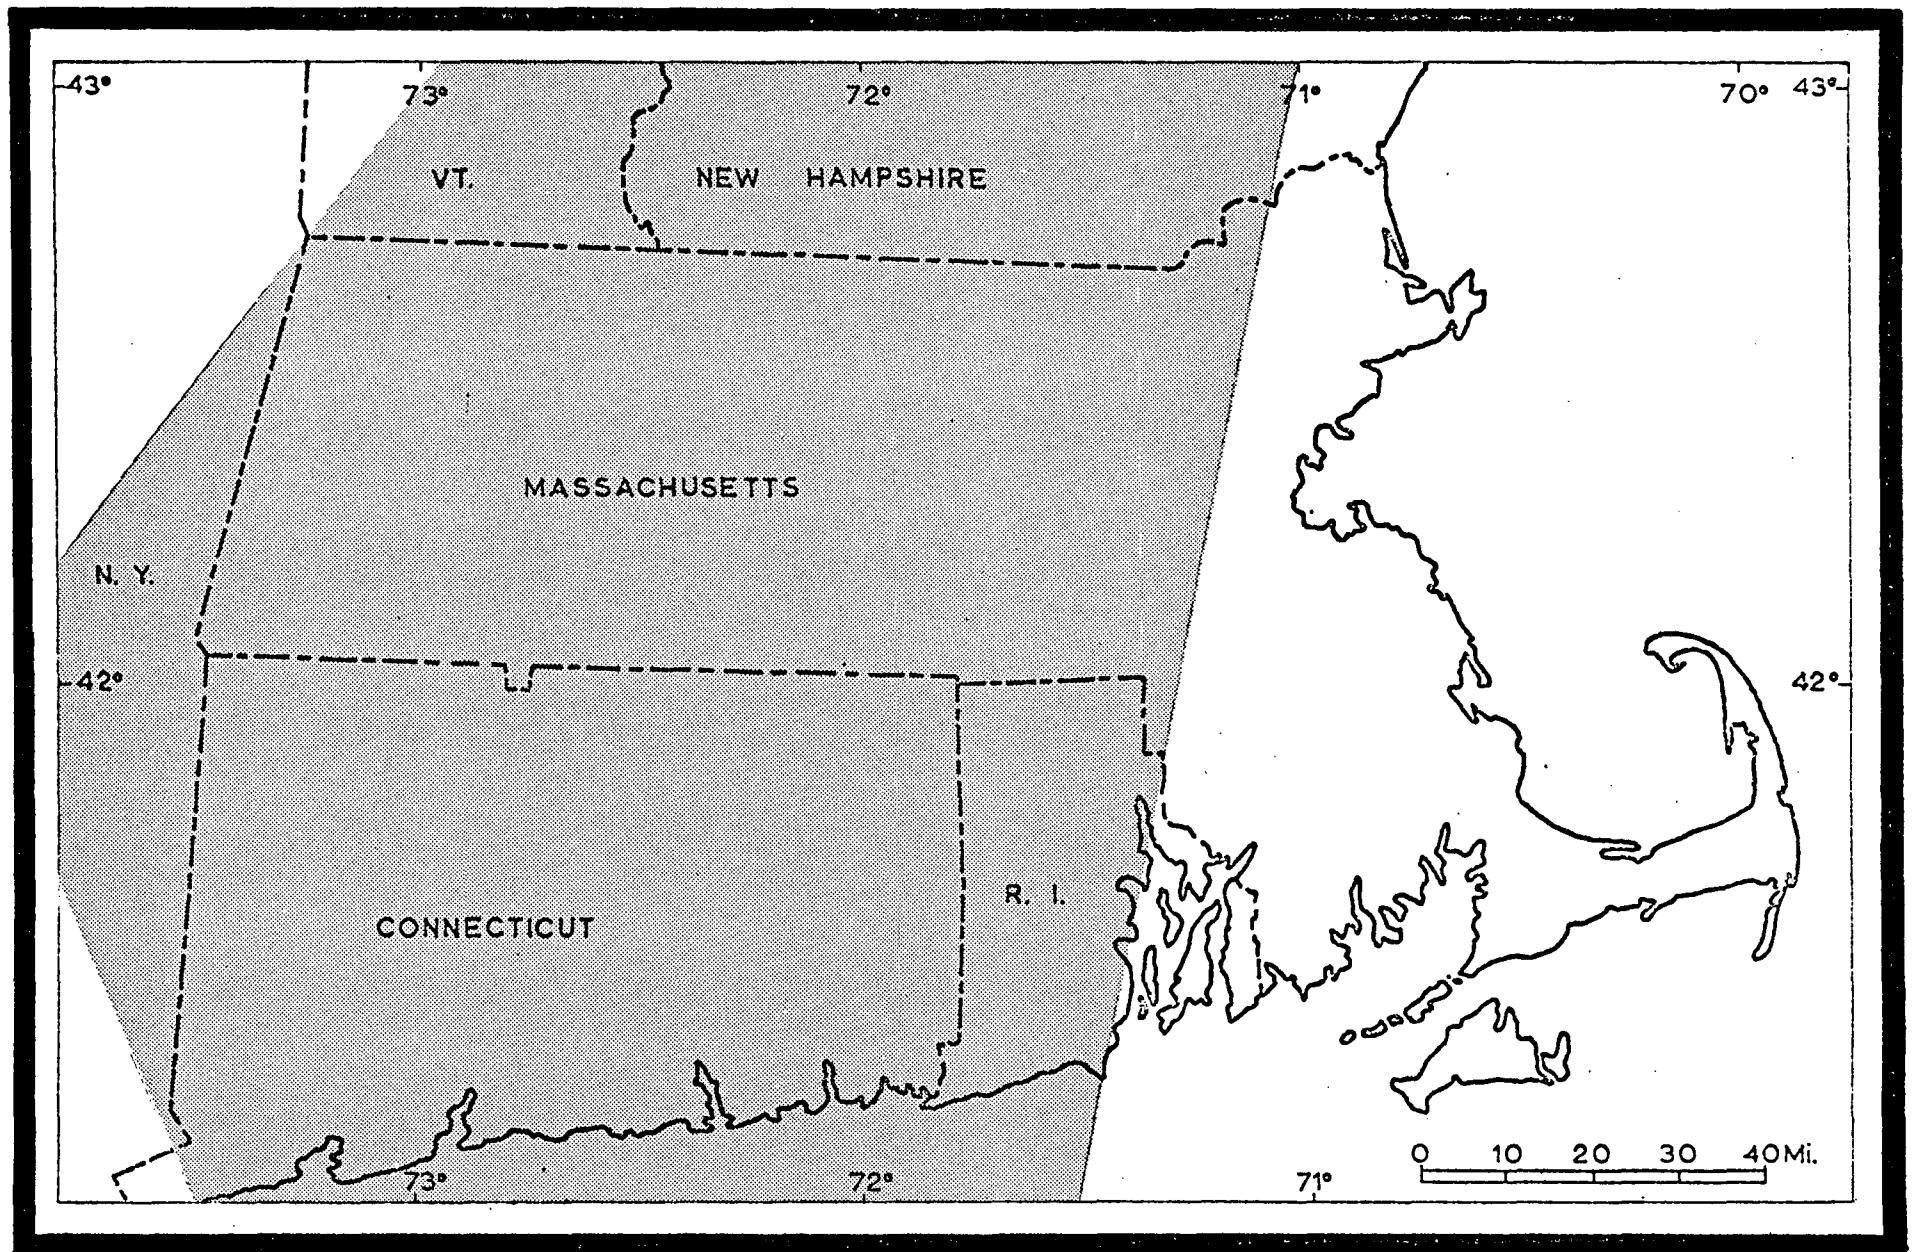 43° 73° 72° 71° 70° 43°
VT. NEW HAMPSHIRE
MASSACHUSETTS
N. Y.
42° 42°
R. I.
CONNECTICUT
0 10 20 30 40 Mi.
73° 72° 71°